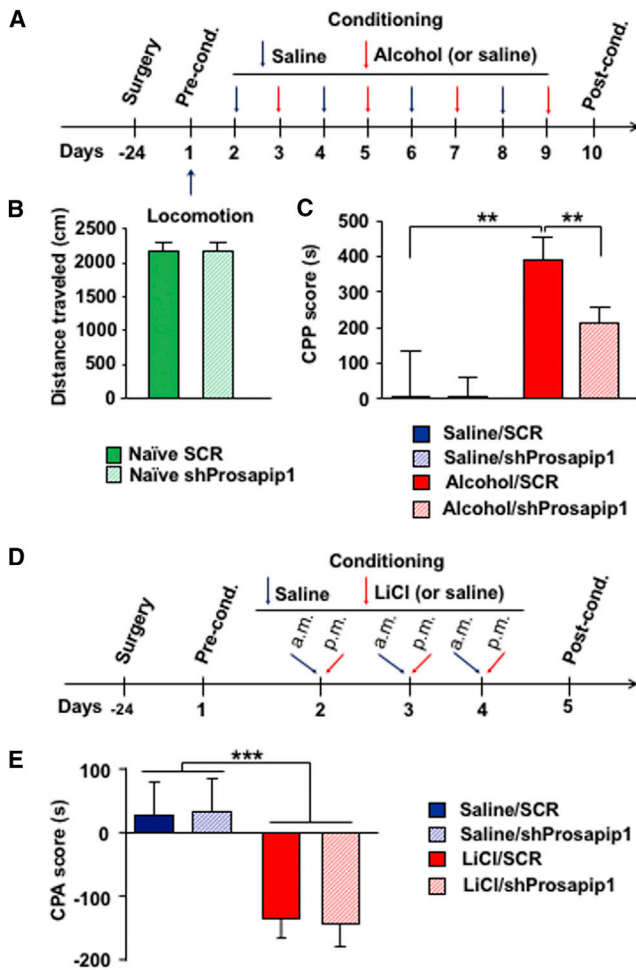 A
Conditioning
Saline
Alcohol (or saline)
Surgery
Pre-cond.
Post-cond.
Days -24 1 2 3 4 5 6 7 8 9 10
B
Locomotion
Distance traveled (cm)
2500
2000
1500
1000
500
0
Naïve SCR
Naïve shProsapip1
C
CPP score (s)
500
400
300
200
100
0
** **
Saline/SCR
Saline/shProsapip1
Alcohol/SCR
Alcohol/shProsapip1
D
Conditioning
Saline
LiCl (or saline)
Surgery
Pre-cond.
a.m. p.m. a.m. p.m. a.m. p.m.
Post-cond.
Days -24 1 2 3 4 5
E
CPA score (s)
100
0
-100
-200
***
Saline/SCR
Saline/shProsapip1
LiCl/SCR
LiCl/shProsapip1